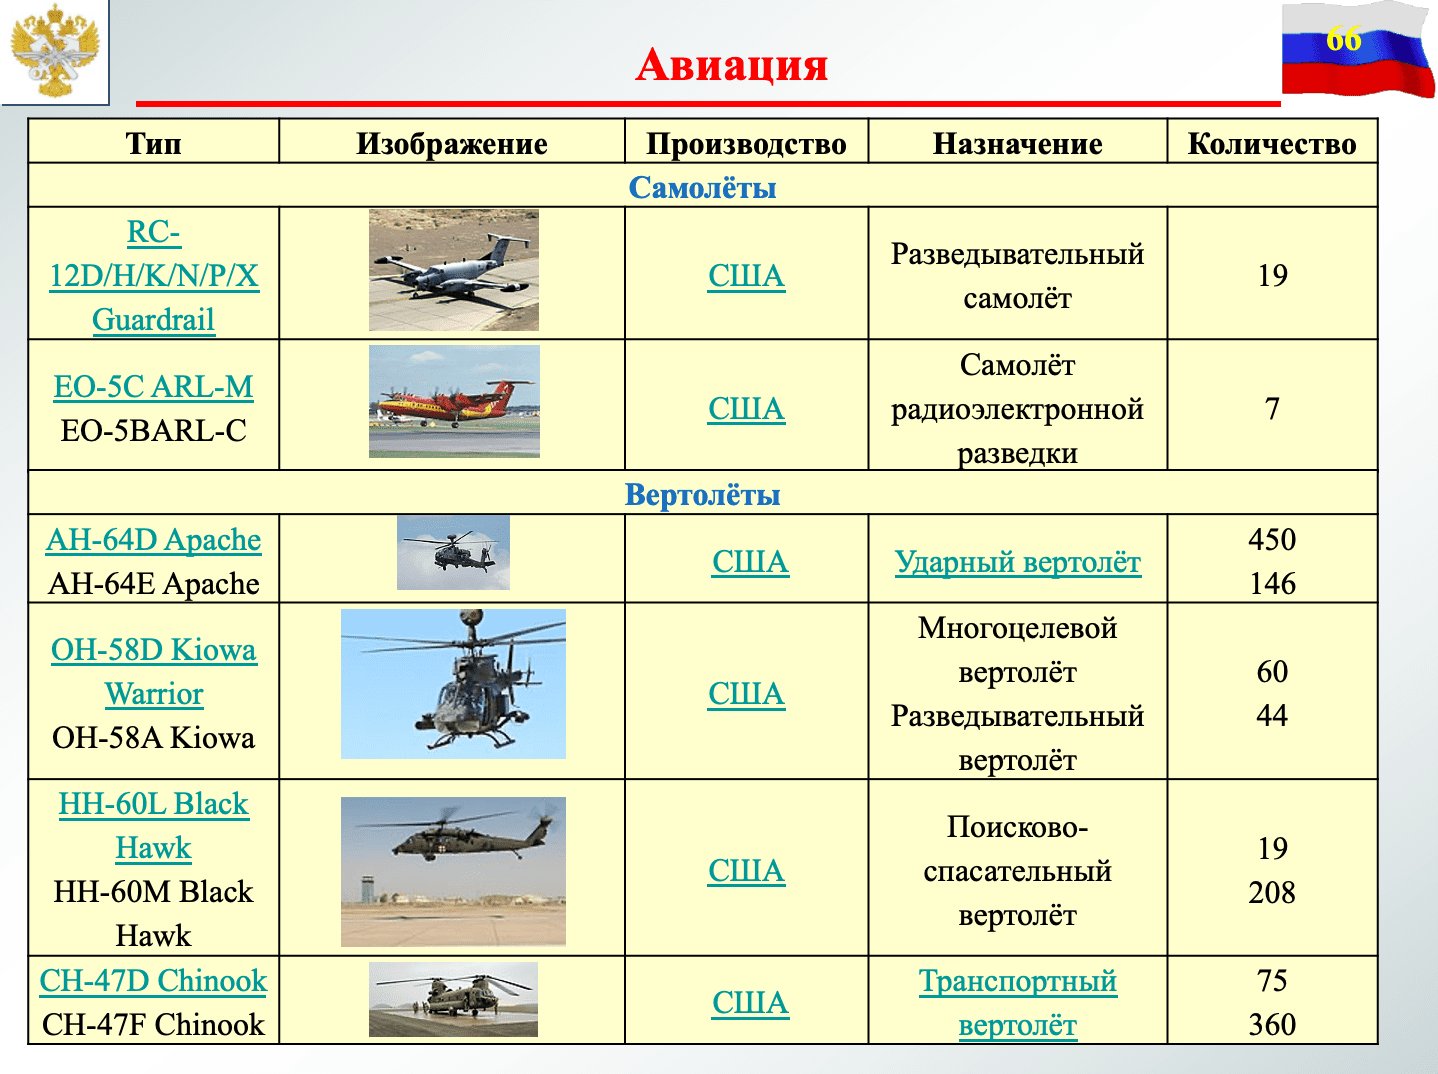 66
Авиация
Тип Изображение Производство Назначение Количество
Самолёты
RC-
12D/H/K/N/P/X
Guardrail
США
Разведывательный
самолёт
19
EO-5C ARL-M
EO-5BARL-C
США
Самолёт
радиоэлектронной
разведки
7
Вертолёты
AH-64D Apache
AH-64E Apache
США
Ударный вертолёт
450
146
OH-58D Kiowa
Warrior
OH-58A Kiowa
США
Многоцелевой
вертолёт
Разведывательный
вертолёт
60
44
HH-60L Black
Hawk
HH-60M Black
Hawk
США
Поисково-
спасательный
вертолёт
19
208
CH-47D Chinook
CH-47F Chinook
США
Транспортный
вертолёт
75
360